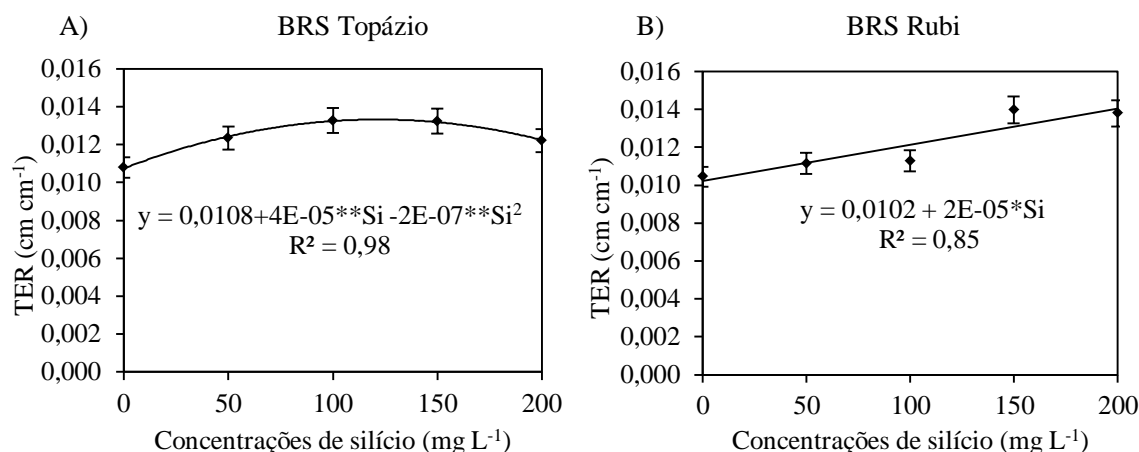 A) BRS Topázio
0,016
0,014
0,012
0,010
0,008
0,006
0,004
0,002
0,000
TER (cm cm⁻¹)
y = 0,0108+4E-05**Si -2E-07**Si²
R² = 0,98
0 50 100 150 200
Concentrações de silício (mg L⁻¹)
B) BRS Rubi
0,016
0,014
0,012
0,010
0,008
0,006
0,004
0,002
0,000
TER (cm cm⁻¹)
y = 0,0102 + 2E-05*Si
R² = 0,85
0 50 100 150 200
Concentrações de silício (mg L⁻¹)